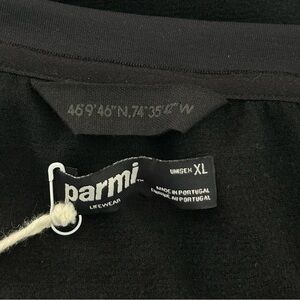 46°9'46"N,74°35'42"W
parmi
LIFEWEAR
UNISEX XL
MADE IN PORTUGAL
FABRIQUÉ AU PORTUGAL